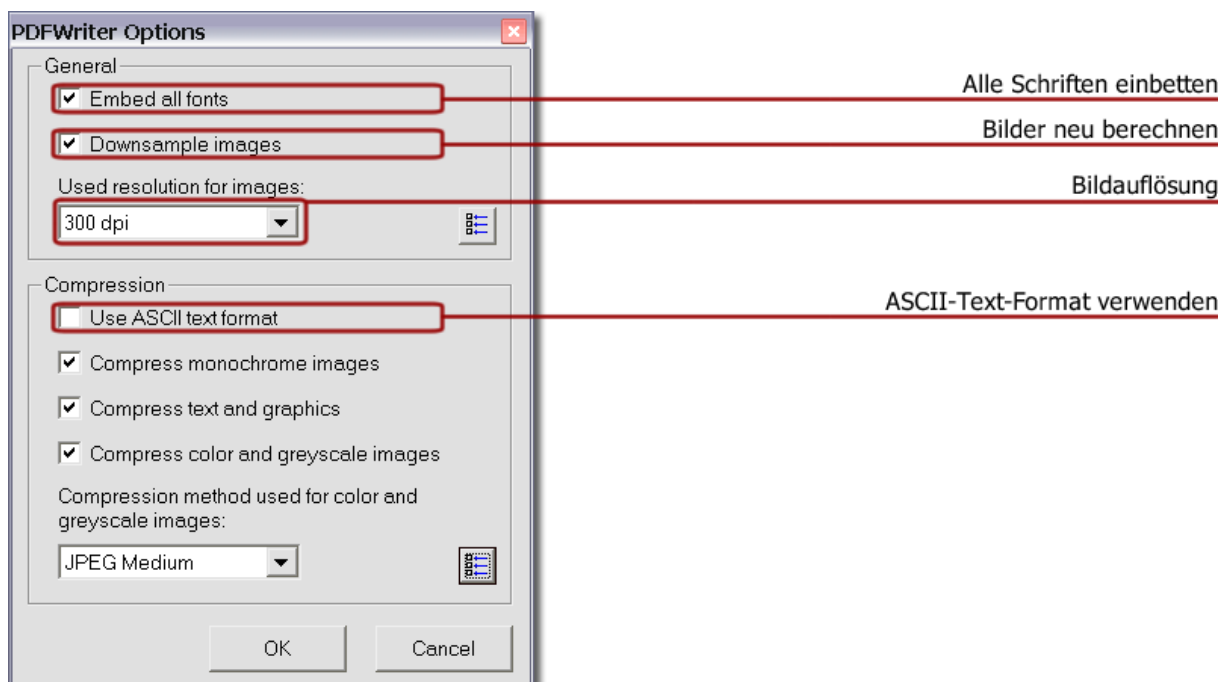 PDFWriter Options
General
Embed all fonts
Alle Schriften einbetten
Downsample images
Bilder neu berechnen
Used resolution for images:
Bildauflösung
300 dpi
Compression
Use ASCII text format
ASCII-Text-Format verwenden
Compress monochrome images
Compress text and graphics
Compress color and greyscale images
Compression method used for color and
greyscale images:
JPEG Medium
OK
Cancel